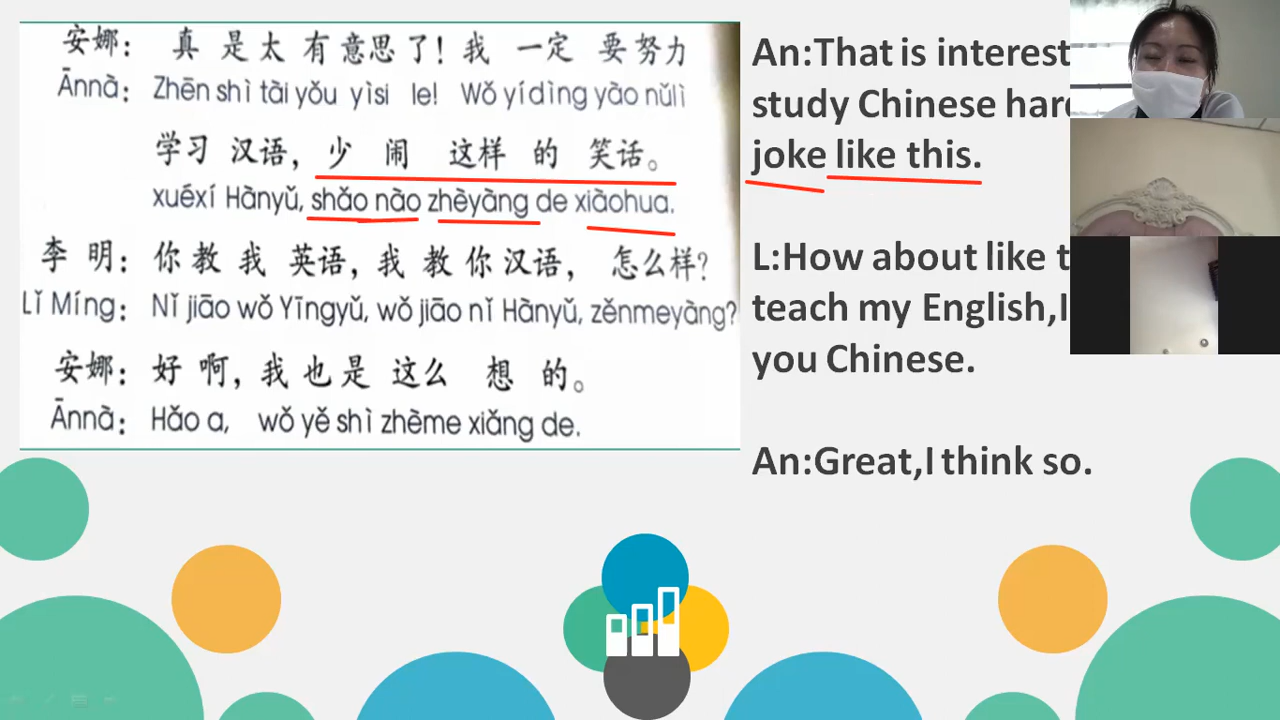 安娜：真是太有意思了！我一定要努力
Ānnà: Zhēn shì tài yǒu yìsi le! Wǒ yídìng yào nǔlì
学习汉语，少闹这样的笑话。
xuéxí Hànyǔ, shǎo nào zhèyàng de xiàohua.
李明：你教我英语，我教你汉语，怎么样？
Lǐ Míng: Nǐ jiāo wǒ Yīngyǔ, wǒ jiāo nǐ Hànyǔ, zěnmeyàng?
安娜：好啊，我也是这么想的。
Ānnà: Hǎo a, wǒ yě shì zhème xiǎng de.
An:That is interest
study Chinese har
joke like this.
L:How about like t
teach my English,I
you Chinese.
An:Great,I think so.